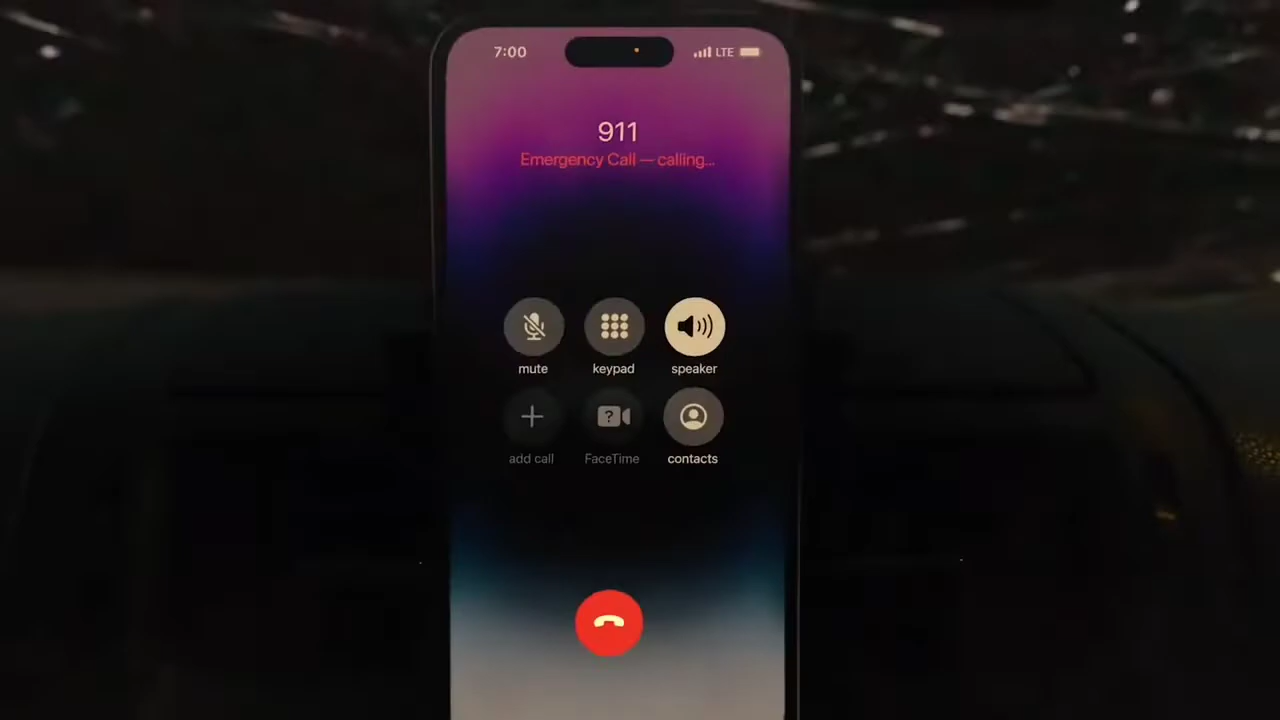 7:00 LTE
911
Emergency Call — calling...
mute keypad speaker
?
add call FaceTime contacts